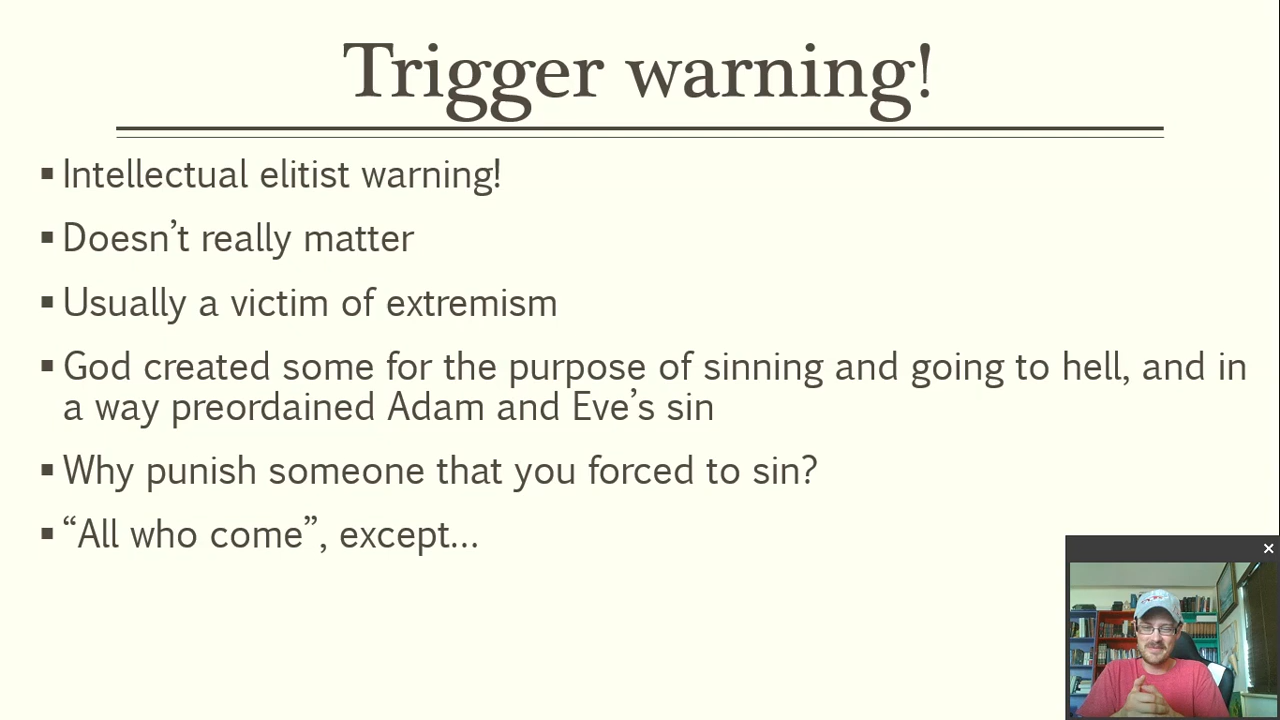 Trigger warning!
Intellectual elitist warning!
Doesn’t really matter
Usually a victim of extremism
God created some for the purpose of sinning and going to hell, and in
a way preordained Adam and Eve’s sin
Why punish someone that you forced to sin?
“All who come”, except…